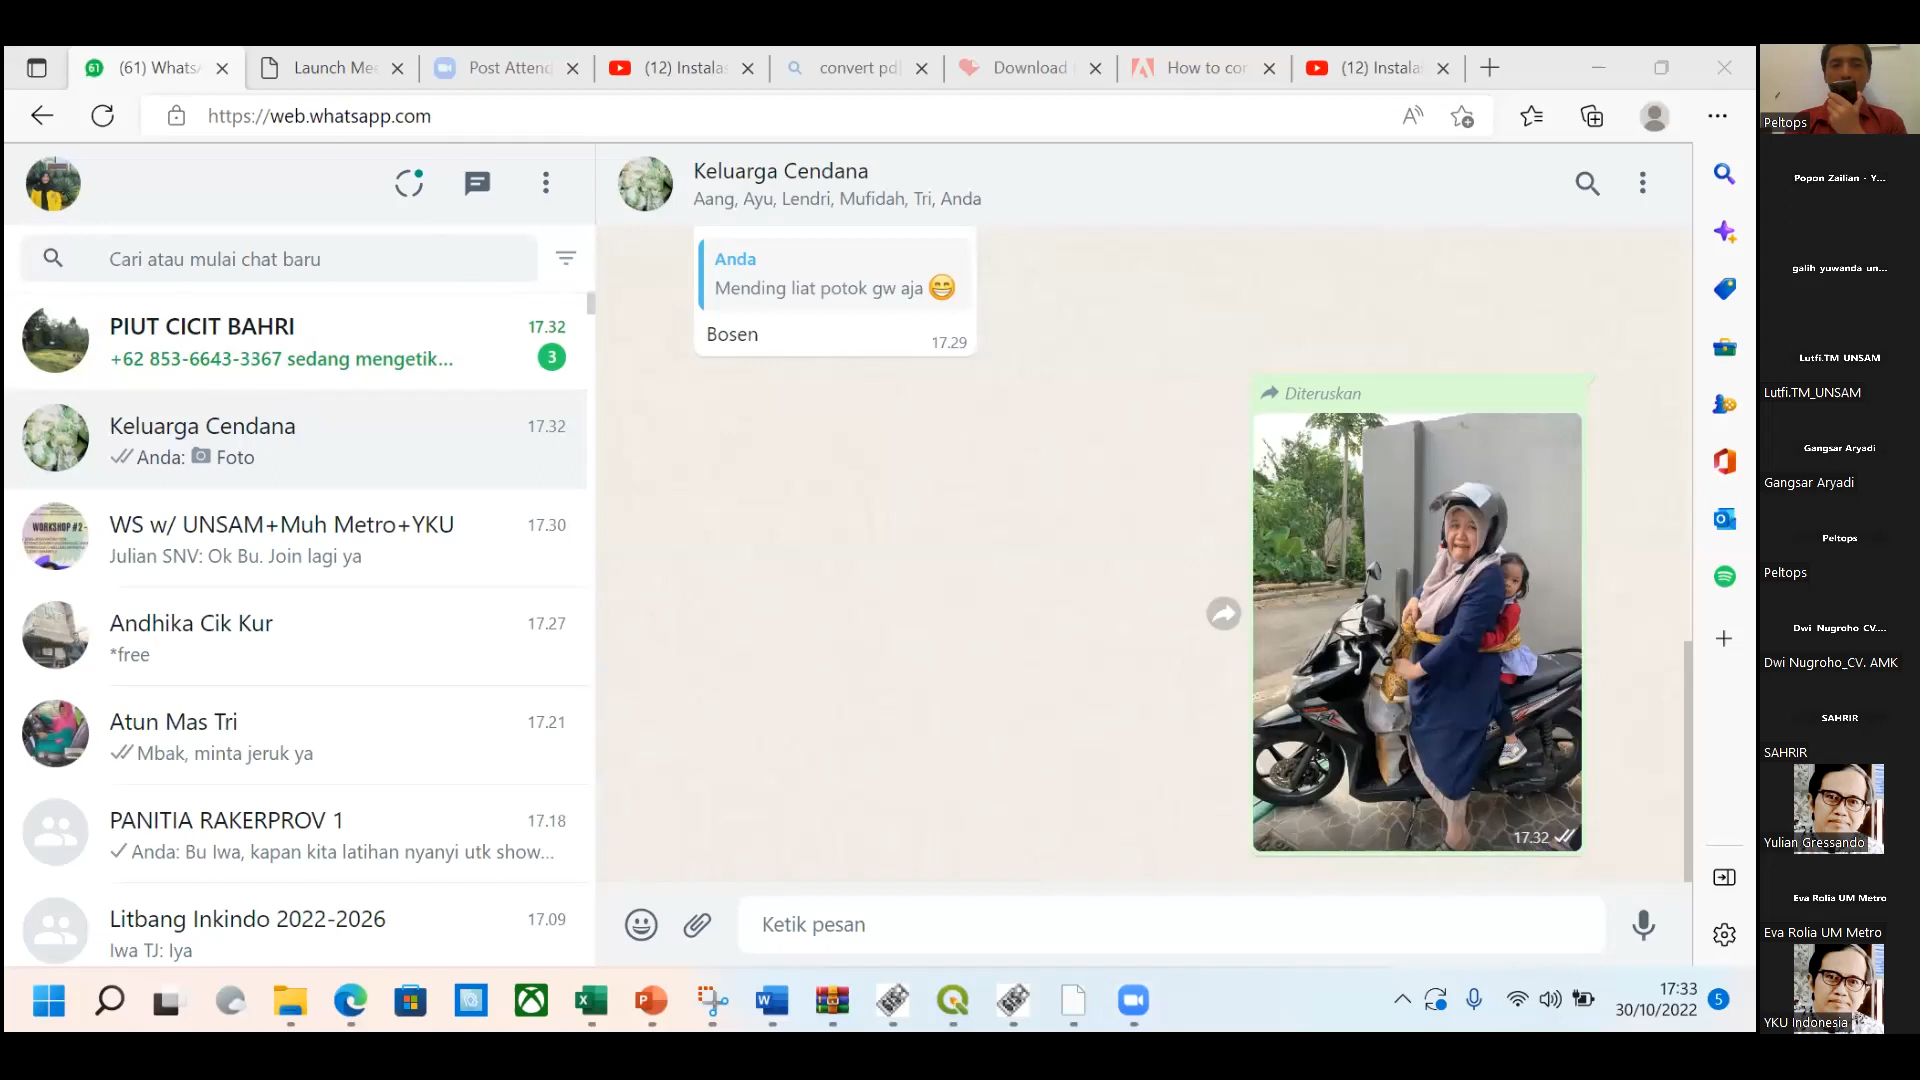 (61) Whats
Launch Me
Post Attend
(12) Instala
convert pd
Download
How to co
(12) Instala
https://web.whatsapp.com
Cari atau mulai chat baru
PIUT CICIT BAHRI
17.32
+62 853-6643-3367 sedang mengetik...
3
Keluarga Cendana
17.32
Anda: Foto
WORKSHOP #2
WS w/ UNSAM+Muh Metro+YKU
17.30
Julian SNV: Ok Bu. Join lagi ya
Andhika Cik Kur
17.27
*free
Atun Mas Tri
17.21
Mbak, minta jeruk ya
PANITIA RAKERPROV 1
17.18
Anda: Bu Iwa, kapan kita latihan nyanyi utk show...
Litbang Inkindo 2022-2026
17.09
Iwa TJ: Iya
Keluarga Cendana
Aang, Ayu, Lendri, Mufidah, Tri, Anda
Anda
Mending liat potok gw aja 😁
Bosen
17.29
Diteruskan
17.32
Ketik pesan
17:33
30/10/2022
5
Peltops
Popon Zailian - Y...
galih yuwanda un...
Lutfi.TM UNSAM
Lutfi.TM_UNSAM
Gangsar Aryadi
Gangsar Aryadi
Peltops
Peltops
Dwi Nugroho CV....
Dwi Nugroho_CV. AMK
SAHRIR
SAHRIR
Yulian Gressando
Eva Rolia UM Metro
Eva Rolia UM Metro
YKU Indonesia